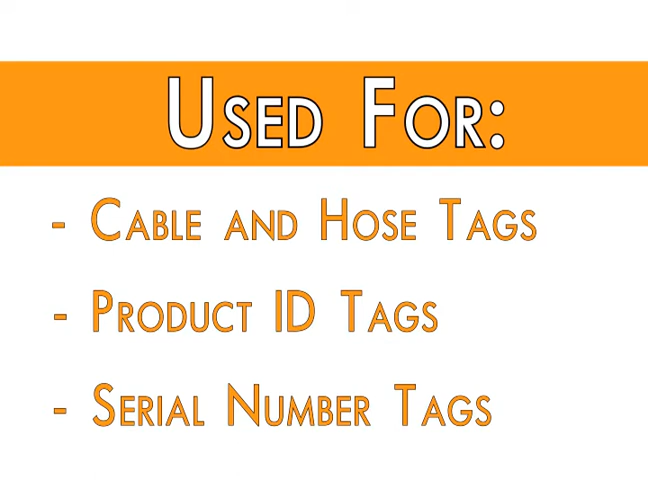 Used For:
- Cable and Hose Tags
- Product ID Tags
- Serial Number Tags